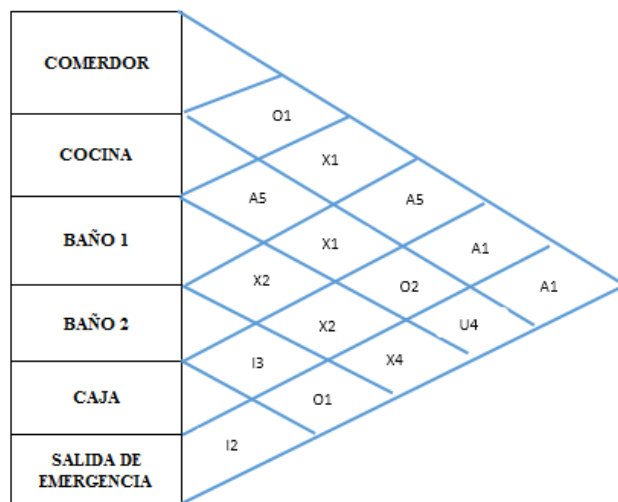 COMERDOR
O1
COCINA
X1
A5
A5
BAÑO 1
X1
A1
X2
O2
A1
BAÑO 2
X2
U4
I3
X4
CAJA
O1
I2
SALIDA DE
EMERGENCIA